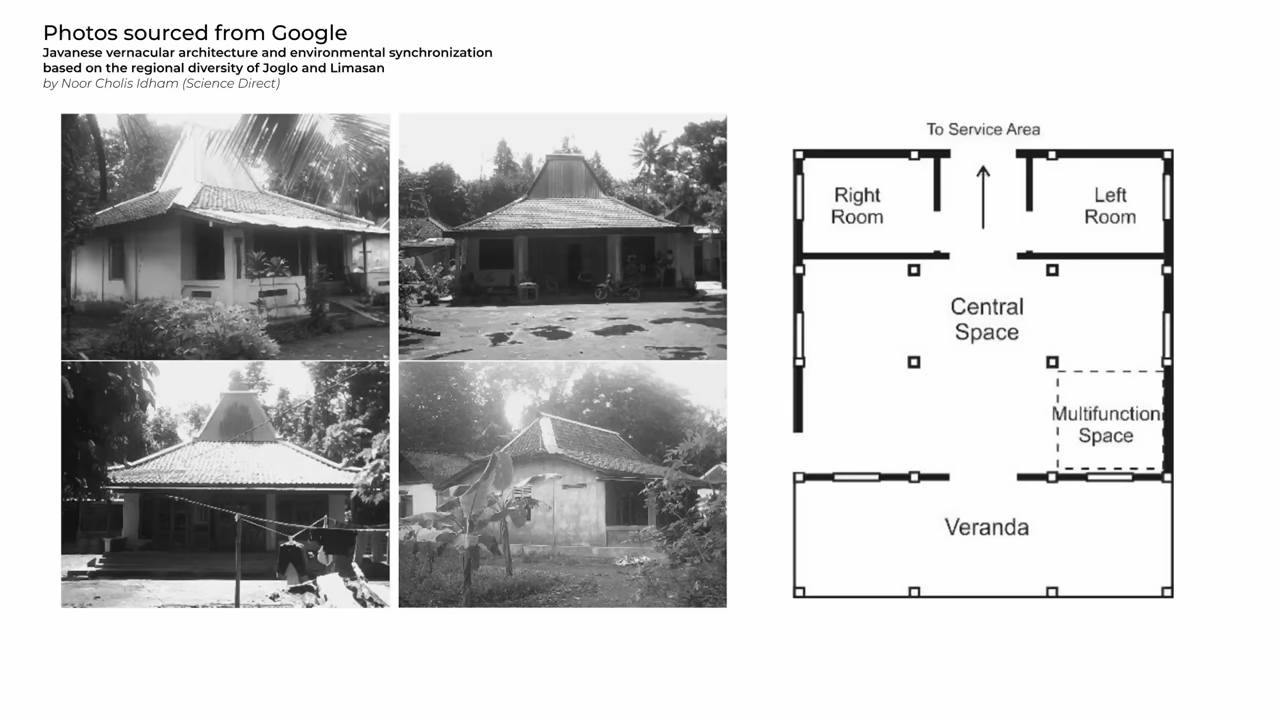 Photos sourced from Google
Javanese vernacular architecture and environmental synchronization
based on the regional diversity of Joglo and Limasan
by Noor Cholis Idham (Science Direct)
To Service Area
Right
Room
Left
Room
Central
Space
Multifunction
Space
Veranda